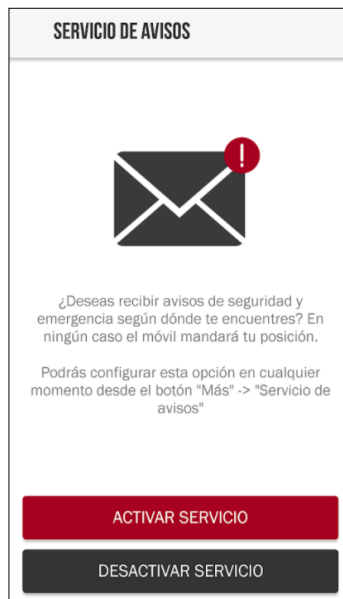 SERVICIO DE AVISOS
!
¿Deseas recibir avisos de seguridad y
emergencia según dónde te encuentres? En
ningún caso el móvil mandará tu posición.
Podrás configurar esta opción en cualquier
momento desde el botón "Más" -> "Servicio de
avisos"
ACTIVAR SERVICIO
DESACTIVAR SERVICIO